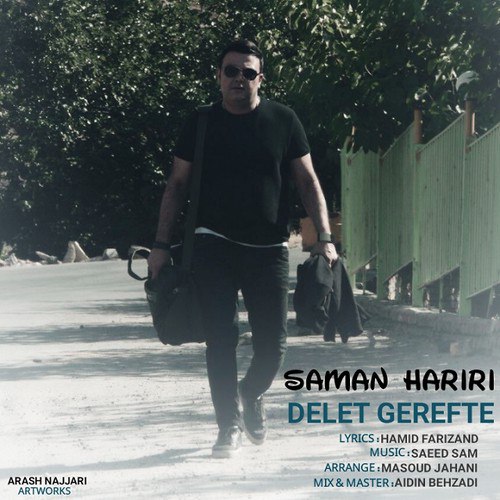 SAMAN HARIRI
DELET GEREFTE
LYRICS : HAMID FARIZAND
MUSIC : SAEED SAM
ARRANGE : MASOUD JAHANI
MIX & MASTER : AIDIN BEHZADI
ARASH NAJJARI
ARTWORKS